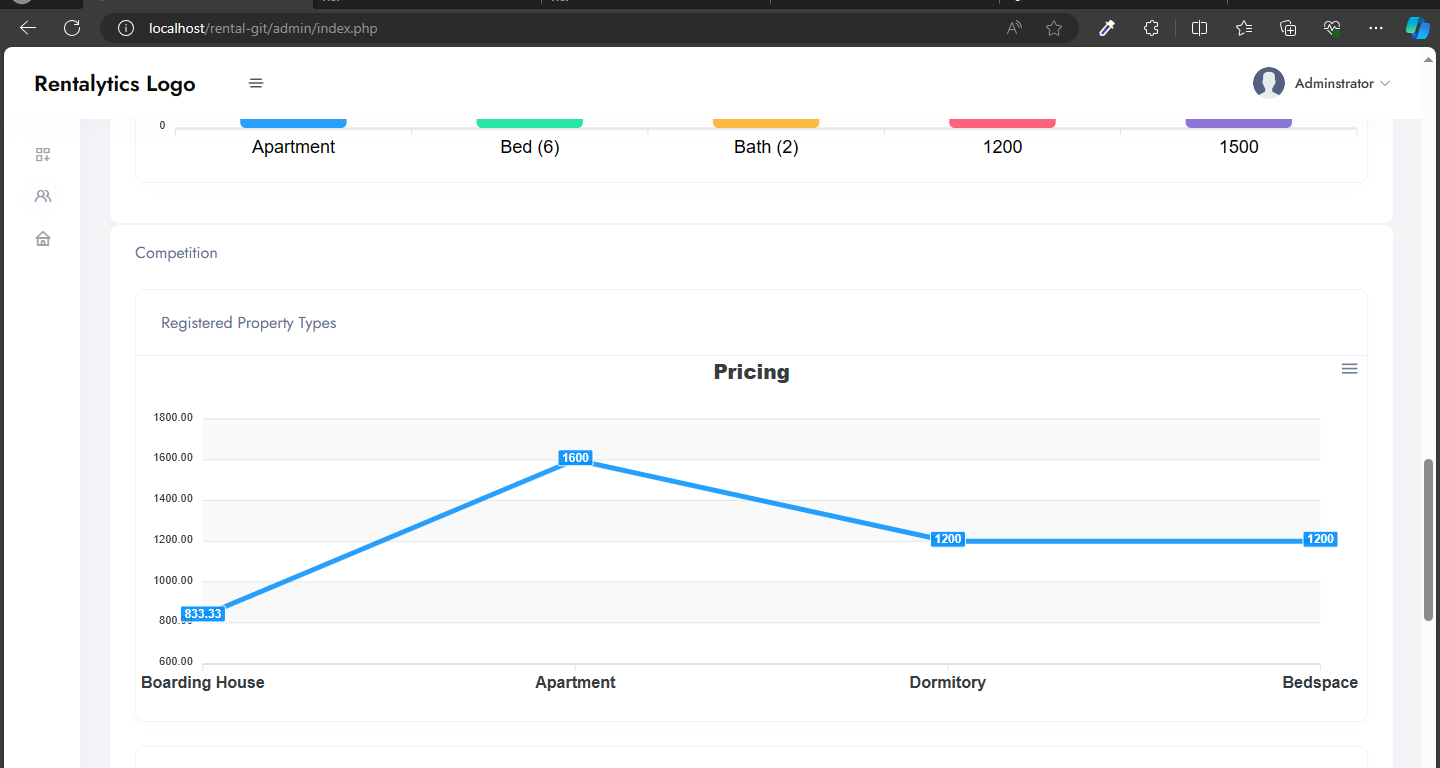 localhost/rental-git/admin/index.php
Rentalytics Logo
Adminstrator
0
Apartment Bed (6) Bath (2) 1200 1500
Competition
Registered Property Types
Pricing
1800.00
1600.00
1400.00
1200.00
1000.00
800.00
600.00
833.33
1600
1200
1200
Boarding House Apartment Dormitory Bedspace